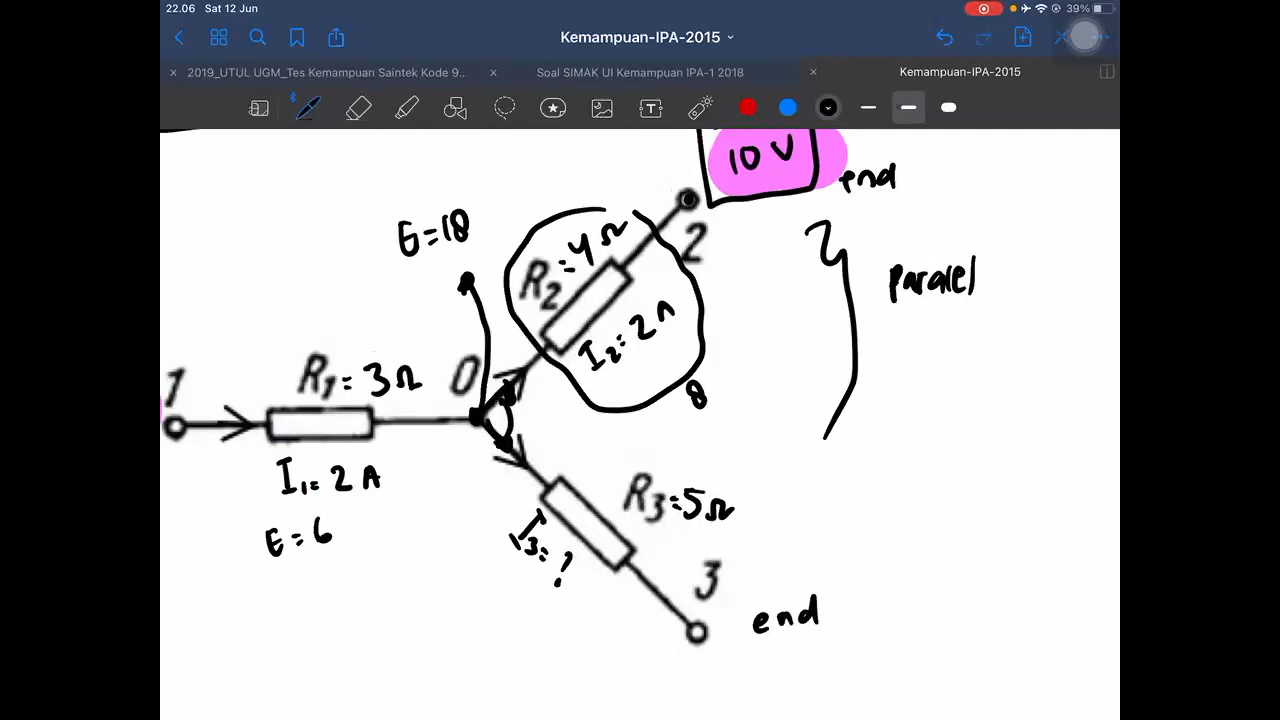 22.06 Sat 12 Jun
39%
Kemampuan-IPA-2015
2019_UTUL UGM_Tes Kemampuan Saintek Kode 9...
Soal SIMAK UI Kemampuan IPA-1 2018
Kemampuan-IPA-2015
T
10 V
end
E=18
2
R2=4Ω
I2=2A
paralel
8
1
R1=3Ω
0
I1=2A
E=6
R3=5Ω
I3=?
3
end